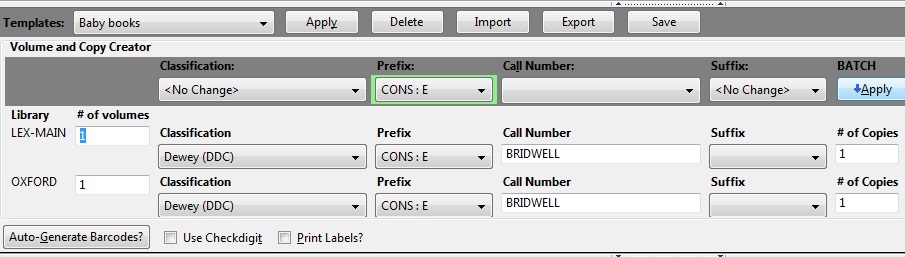 Templates: Baby books Apply Delete Import Export Save
Volume and Copy Creator
Classification: Prefix: Call Number: Suffix: BATCH
<No Change> CONS : E <No Change> Apply
Library # of volumes
LEX-MAIN 1 Classification Prefix Call Number Suffix # of Copies
Dewey (DDC) CONS : E BRIDWELL 1
OXFORD 1 Classification Prefix Call Number Suffix # of Copies
Dewey (DDC) CONS : E BRIDWELL 1
Auto-Generate Barcodes? Use Checkdigit Print Labels?